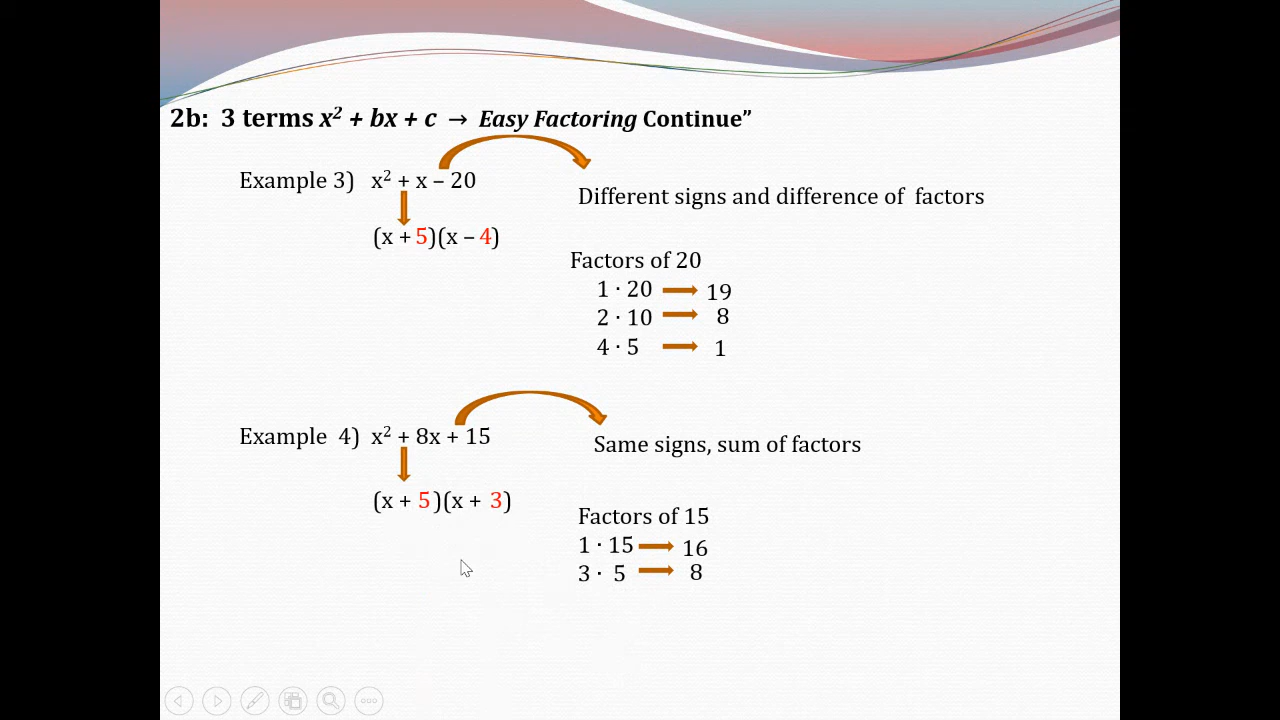 2b: 3 terms x² + bx + c → Easy Factoring Continue”
Example 3) x² + x – 20
Different signs and difference of factors
(x + 5)(x – 4)
Factors of 20
1 · 20 19
2 · 10 8
4 · 5 1
Example 4) x² + 8x + 15
Same signs, sum of factors
(x + 5)(x + 3)
Factors of 15
1 · 15 16
3 · 5 8